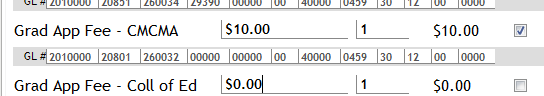 GL # 2010000 20851 260034 29390 00000 00 40000 0459 30 12 00 0000
Grad App Fee - CMCMA $10.00 1 $10.00
GL # 2010000 20801 260032 00000 00000 00 40000 0459 30 12 00 0000
Grad App Fee - Coll of Ed $0.00 1 $0.00